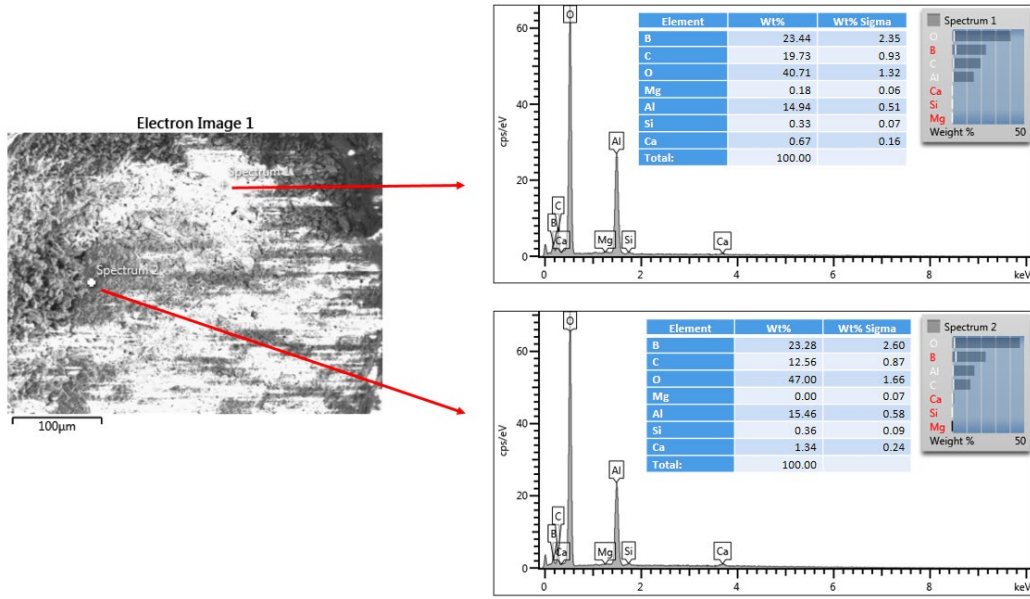 Electron Image 1
Spectrum 1
Spectrum 2
100µm
cps/eV
60
40
20
0
O
Al
C
B
Ca
Mg
Si
Ca
0 2 4 6 8 keV
Element Wt% Wt% Sigma
B 23.44 2.35
C 19.73 0.93
O 40.71 1.32
Mg 0.18 0.06
Al 14.94 0.51
Si 0.33 0.07
Ca 0.67 0.16
Total: 100.00
Spectrum 1
O
B
C
Al
Ca
Si
Mg
Weight % 50
cps/eV
60
40
20
0
O
Al
C
B
Ca
Mg
Si
Ca
0 2 4 6 8 keV
Element Wt% Wt% Sigma
B 23.28 2.60
C 12.56 0.87
O 47.00 1.66
Mg 0.00 0.07
Al 15.46 0.58
Si 0.36 0.09
Ca 1.34 0.24
Total: 100.00
Spectrum 2
O
B
Al
C
Ca
Si
Mg
Weight % 50